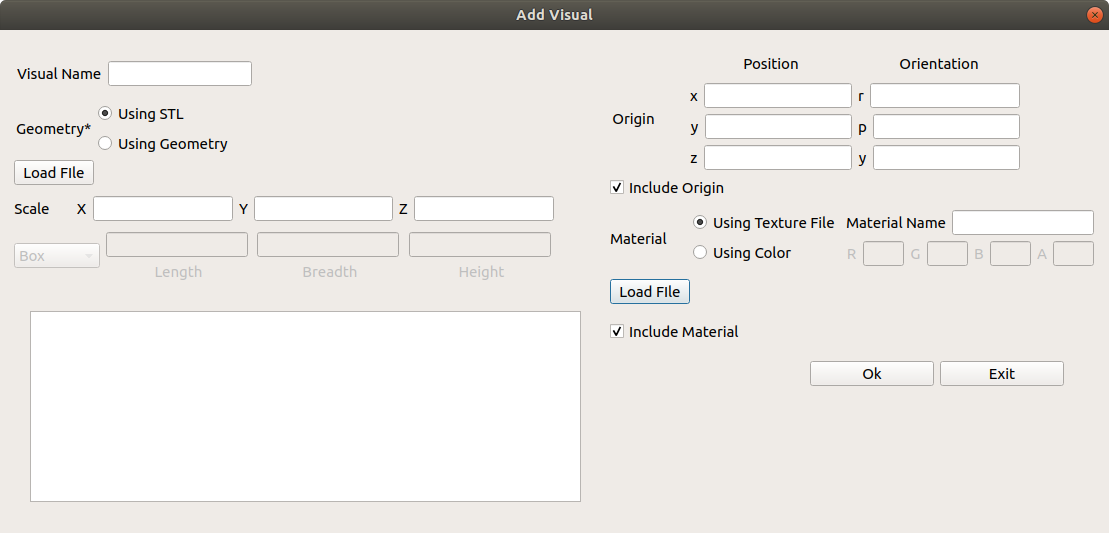 Add Visual
Visual Name
Geometry*
Using STL
Using Geometry
Load FIle
Scale X Y Z
Box
Length Breadth Height
Position Orientation
Origin
x r
y p
z y
Include Origin
Material
Using Texture File Material Name
Using Color R G B A
Load FIle
Include Material
Ok Exit